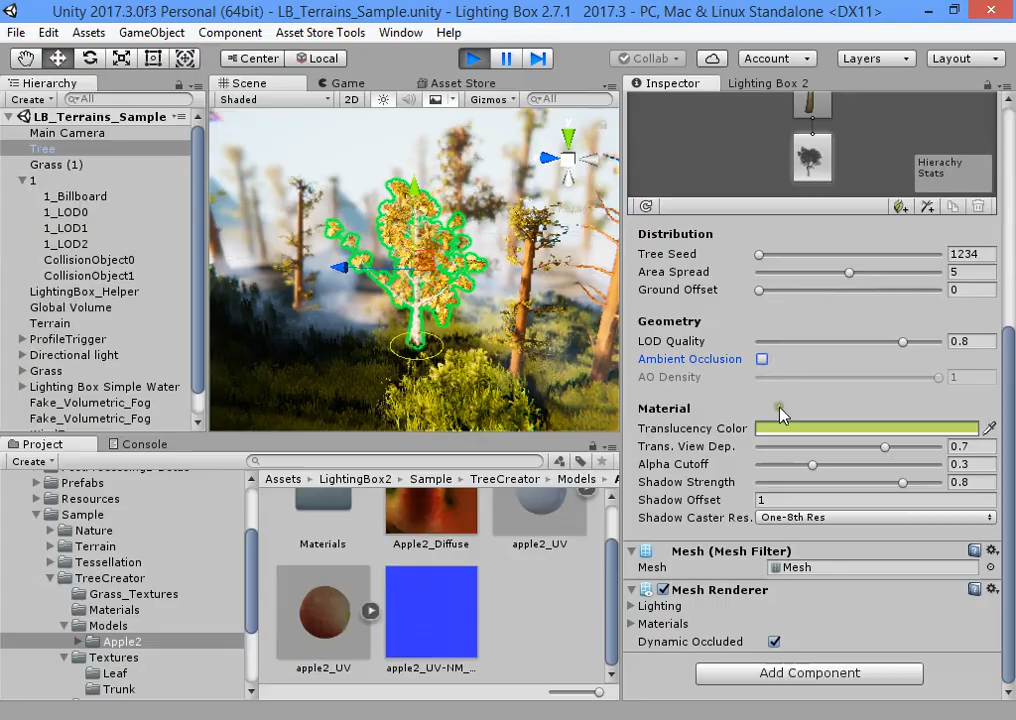 Unity 2017.3.0f3 Personal (64bit) - LB_Terrains_Sample.unity - Lighting Box 2.7.1    2017.3 - PC, Mac & Linux Standalone <DX11>
File Edit Assets GameObject Component Asset Store Tools Window Help
Center Local Collab Account Layers Layout
Hierarchy Scene Game Asset Store Inspector Lighting Box 2
Create All Shaded 2D Gizmos All
LB_Terrains_Sample
Main Camera
Tree
Grass (1)
1
1_Billboard
1_LOD0
1_LOD1
1_LOD2
CollisionObject0
CollisionObject1
LightingBox_Helper
Global Volume
Terrain
ProfileTrigger
Directional light
Grass
Lighting Box Simple Water
Fake_Volumetric_Fog
Fake_Volumetric_Fog
Hierachy
Stats
Distribution
Tree Seed 1234
Area Spread 5
Ground Offset 0
Geometry
LOD Quality 0.8
Ambient Occlusion
AO Density 1
Material
Translucency Color
Trans. View Dep. 0.7
Alpha Cutoff 0.3
Shadow Strength 0.8
Shadow Offset 1
Shadow Caster Res. One-8th Res
Mesh (Mesh Filter)
Mesh Mesh
Mesh Renderer
Lighting
Materials
Dynamic Occluded
Add Component
Project Console
Create
Prefabs
Resources
Sample
Nature
Terrain
Tessellation
TreeCreator
Grass_Textures
Materials
Models
Apple2
Textures
Leaf
Trunk
Assets LightingBox2 Sample TreeCreator Models
Materials Apple2_Diffuse apple2_UV
apple2_UV apple2_UV-NM_...